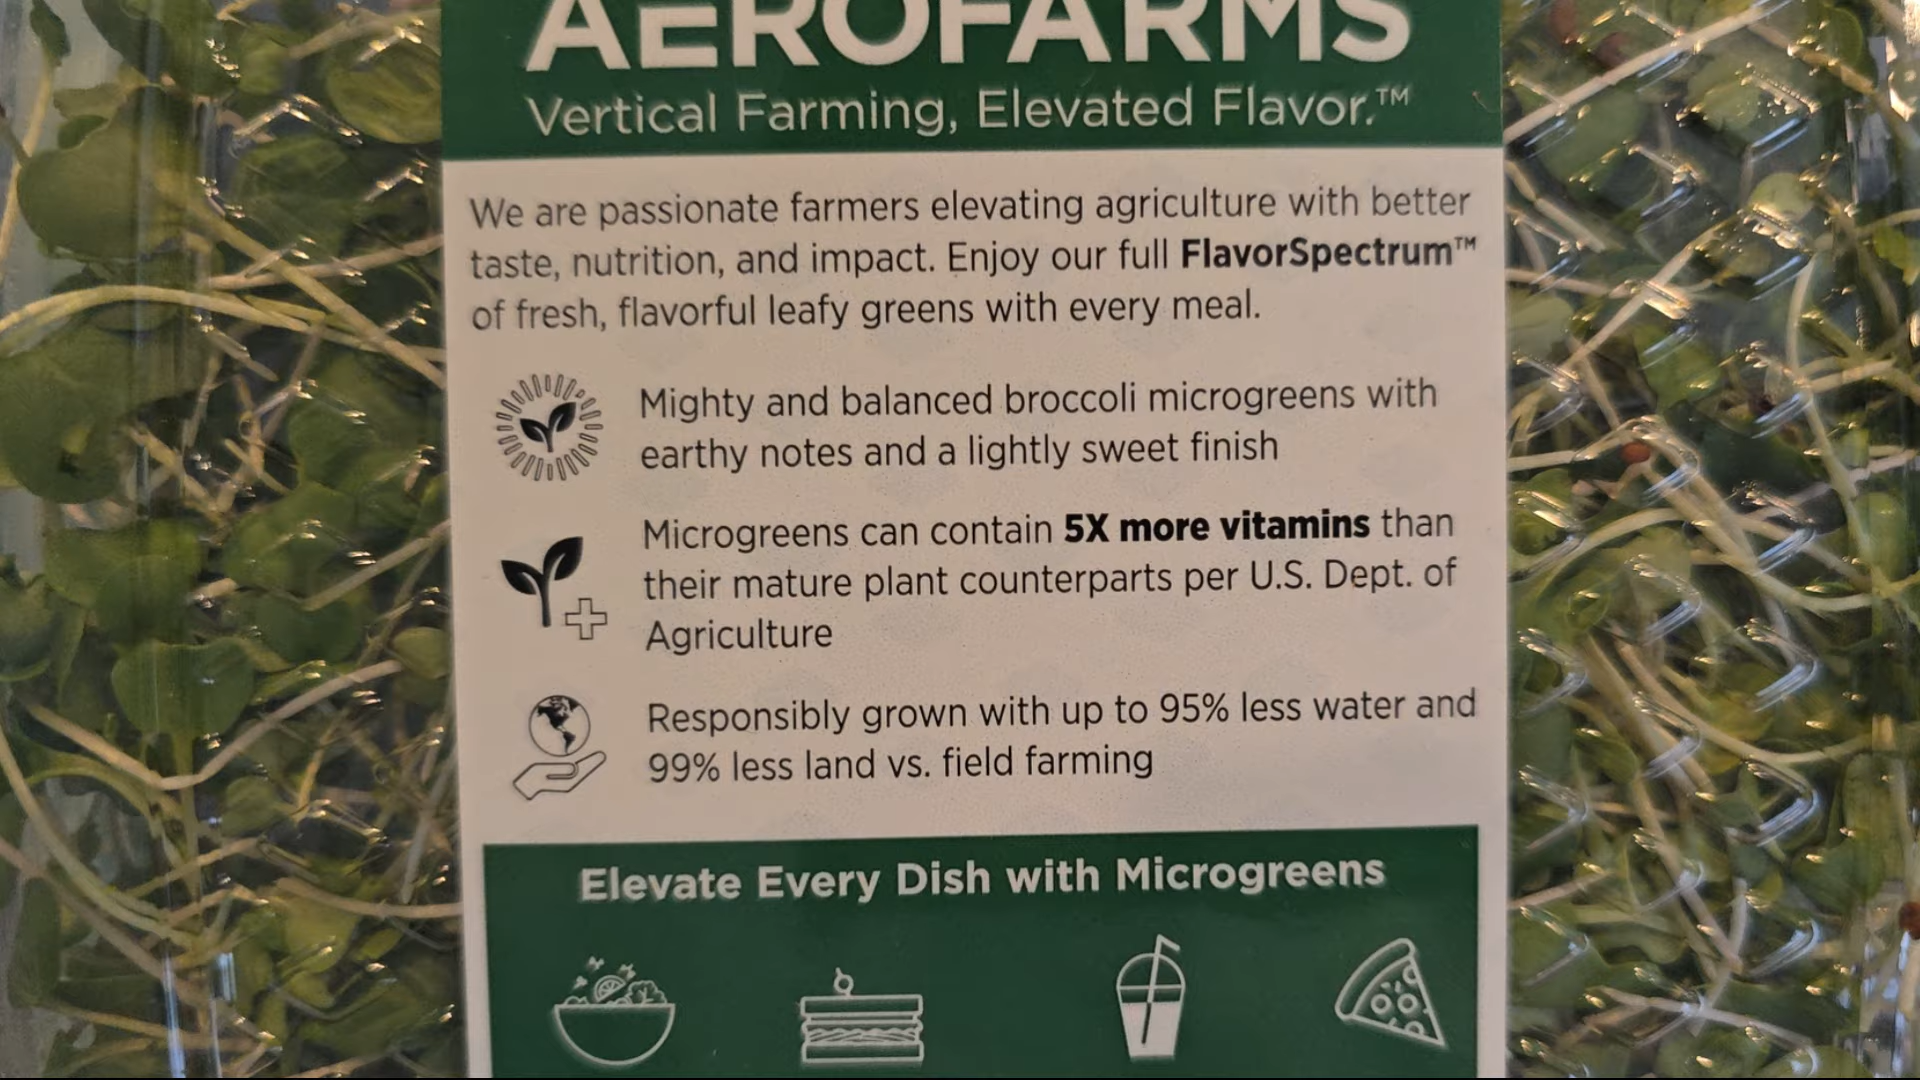 AEROFARMS
Vertical Farming, Elevated Flavor.™
We are passionate farmers elevating agriculture with better
taste, nutrition, and impact. Enjoy our full FlavorSpectrum™
of fresh, flavorful leafy greens with every meal.
Mighty and balanced broccoli microgreens with
earthy notes and a lightly sweet finish
Microgreens can contain 5X more vitamins than
their mature plant counterparts per U.S. Dept. of
Agriculture
Responsibly grown with up to 95% less water and
99% less land vs. field farming
Elevate Every Dish with Microgreens